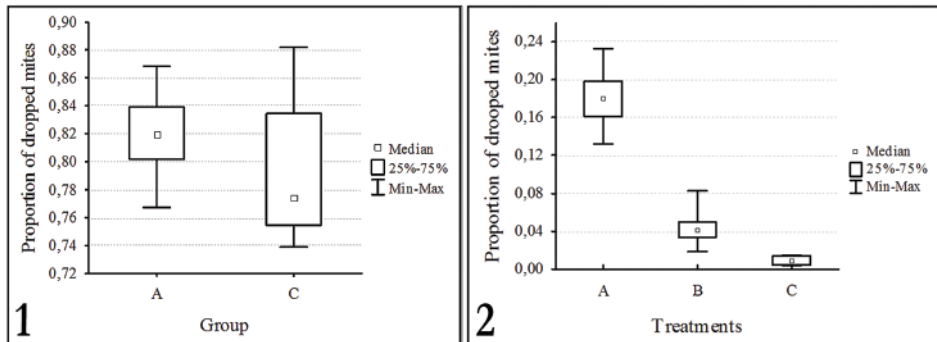 0,90
0,88
0,86
0,84
0,82
0,80
0,78
0,76
0,74
0,72
Proportion of dropped mites
A
C
Group
Median
25%-75%
Min-Max
1
0,24
0,20
0,16
0,12
0,08
0,04
0,00
Proportion of drooped mites
A
B
C
Treatments
Median
25%-75%
Min-Max
2